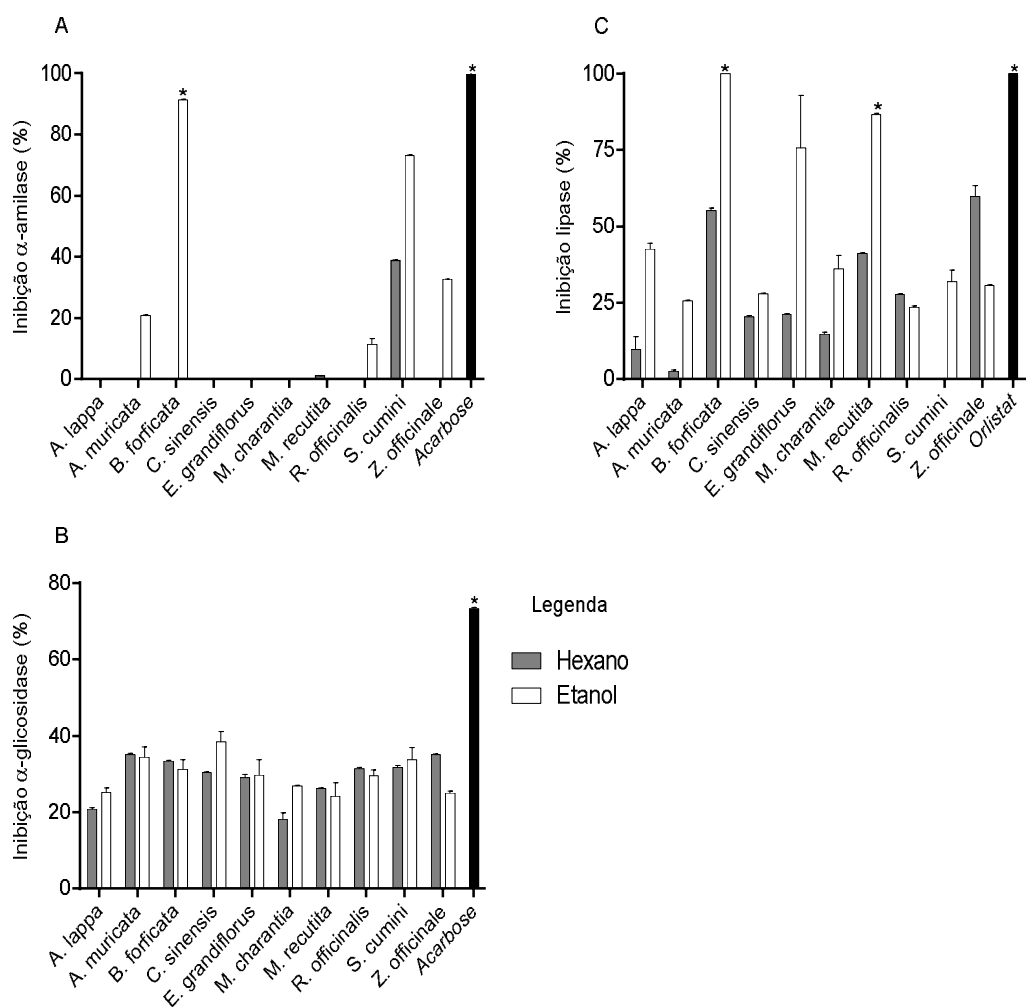 A
Inibição α-amilase (%)
100
80
60
40
20
0
*
*
A. lappa
A. muricata
B. forficata
C. sinensis
E. grandiflorus
M. charantia
M. recutita
R. officinalis
S. cumini
Z. officinale
Acarbose
C
Inibição lipase (%)
100
75
50
25
0
*
*
*
A. lappa
A. muricata
B. forficata
C. sinensis
E. grandiflorus
M. charantia
M. recutita
R. officinalis
S. cumini
Z. officinale
Orlistat
B
Inibição α-glicosidase (%)
80
60
40
20
0
*
A. lappa
A. muricata
B. forficata
C. sinensis
E. grandiflorus
M. charantia
M. recutita
R. officinalis
S. cumini
Z. officinale
Acarbose
Legenda
Hexano
Etanol